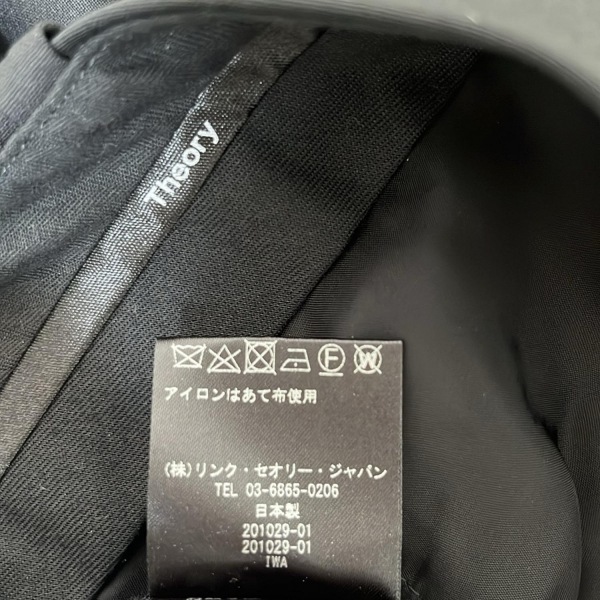 Theory
F W
アイロンはあて布使用
(株)リンク・セオリー・ジャパン
TEL 03-6865-0206
日本製
201029-01
201029-01
IWA